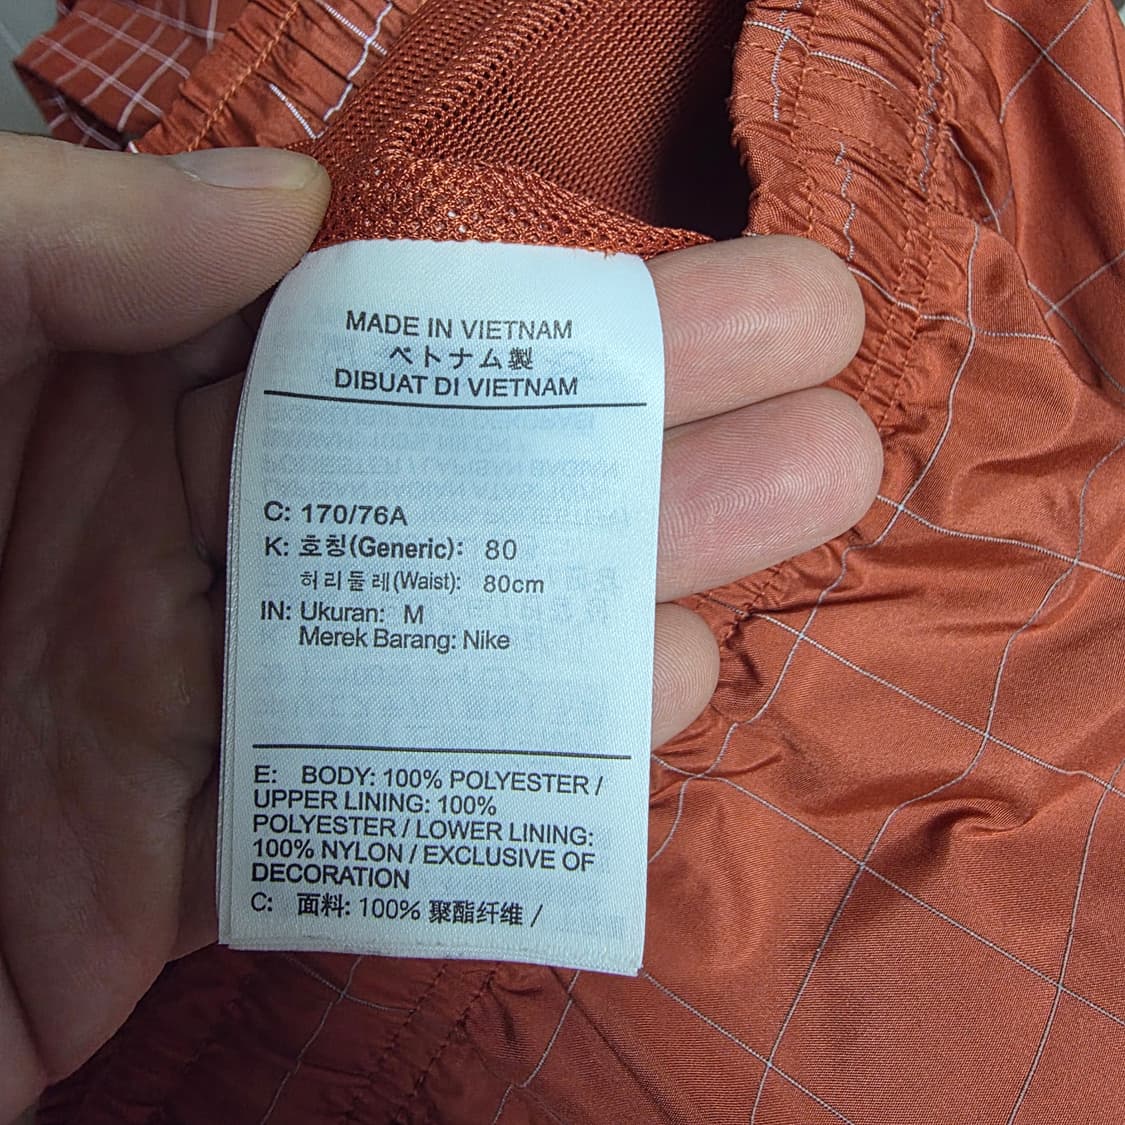 MADE IN VIETNAM
ベトナム製
DIBUAT DI VIETNAM
C: 170/76A
K: 호칭(Generic): 80
허리둘레(Waist): 80cm
IN: Ukuran: M
Merek Barang: Nike
E: BODY: 100% POLYESTER /
UPPER LINING: 100%
POLYESTER / LOWER LINING:
100% NYLON / EXCLUSIVE OF
DECORATION
C: 面料: 100% 聚酯纤维 /